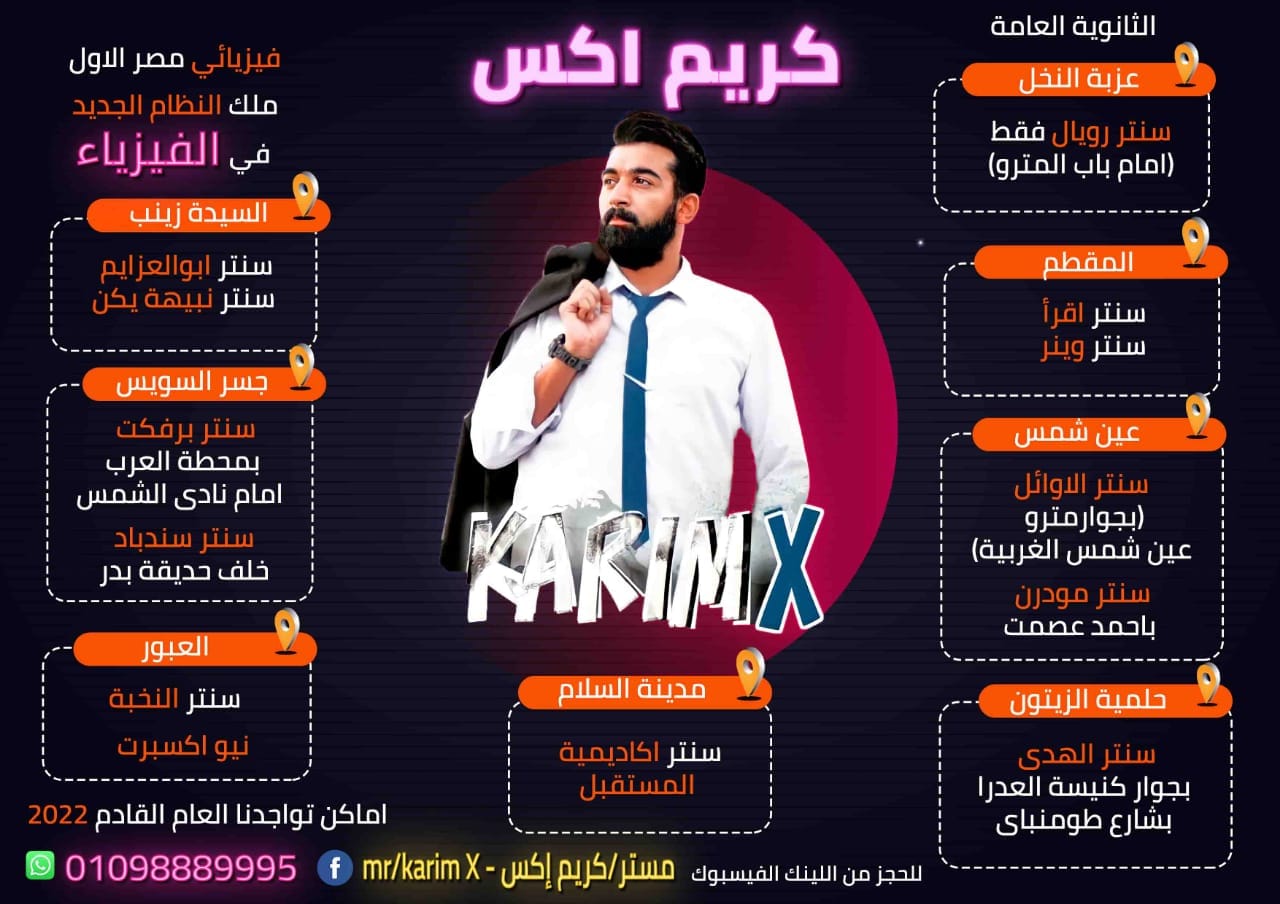 الثانوية العامة
كريم اكس
فيزيائي مصر الاول
ملك النظام الجديد
في الفيزياء
عزبة النخل
سنتر رويال فقط
(امام باب المترو)
المقطم
سنتر اقرأ
سنتر وينر
عين شمس
سنتر الاوائل
(بجوارمترو
عين شمس الغربية)
سنتر مودرن
باحمد عصمت
حلمية الزيتون
سنتر الهدى
بجوار كنيسة العدرا
بشارع طومنباى
KARIM X
مدينة السلام
سنتر اكاديمية
المستقبل
السيدة زينب
سنتر ابوالعزايم
سنتر نبيهة يكن
جسر السويس
سنتر برفكت
بمحطة العرب
امام نادى الشمس
سنتر سندباد
خلف حديقة بدر
العبور
سنتر النخبة
نيو اكسبرت
اماكن تواجدنا العام القادم 2022
للحجز من اللينك الفيسبوك مستر/كريم إكس - mr/karim X
01098889995